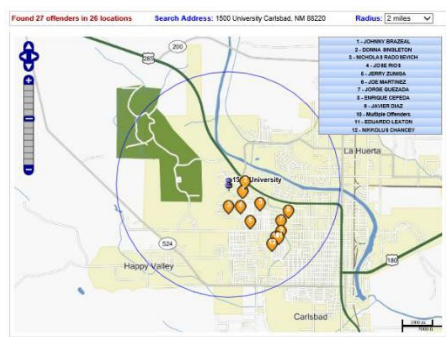 Found 27 offenders in 26 locations Search Address: 1500 University Carlsbad, NM 88220 Radius: 2 miles
1 - JOHNNY BRAZEAL
2 - DONNA SINGLETON
3 - NICHOLAS RADOSEVICH
4 - JOSE RIOS
5 - JERRY ZUNIGA
6 - JOE MARTINEZ
7 - JORGE QUEZADA
8 - ENRIQUE CEPEDA
9 - JAVIER DIAZ
10 - Multiple Offenders
11 - EDUARDO LEATON
12 - NIKKOLUS CHANCEY
200
285
La Huerta
University
524
180
Happy Valley
Carlsbad